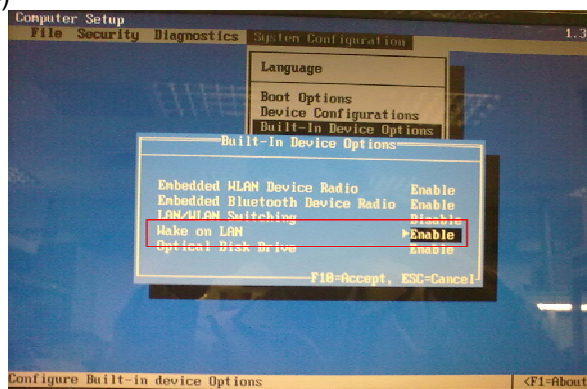 Computer Setup
File Security Diagnostics System Configuration 1.3
Language
Boot Options
Device Configurations
Built-In Device Options
Built-In Device Options
Embedded WLAN Device Radio Enable
Embedded Bluetooth Device Radio Enable
LAN/WLAN Switching Disable
Wake on LAN Enable
Optical Disk Drive Enable
F10=Accept, ESC=Cancel
Configure Built-in device Options <F1=Abou